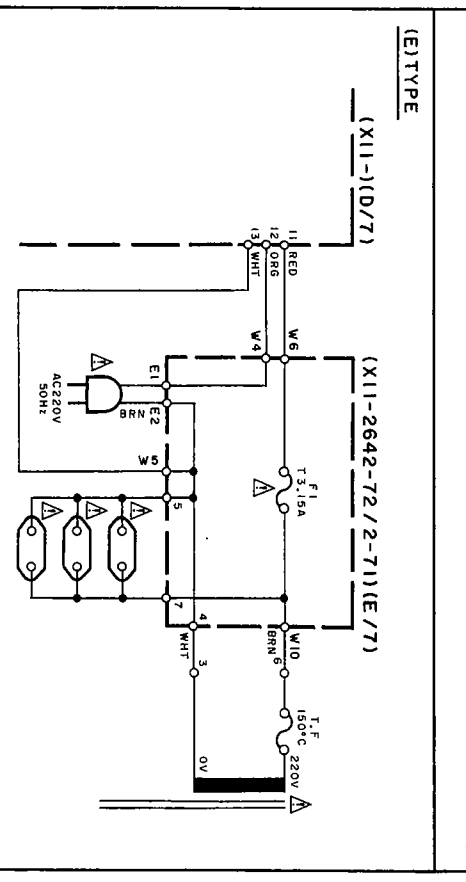 (E)TYPE
(X11-)(D/7)
11 RED
12 ORG
13 WHT
W6
W4
(X11-2642-72/2-71)(E/7)
F1
T3.15A
E1
E2
BRN
AC220V
50Hz
W5
5
7
4
WHT
3
W10
BRN
6
T.F
150°C
220V
0V